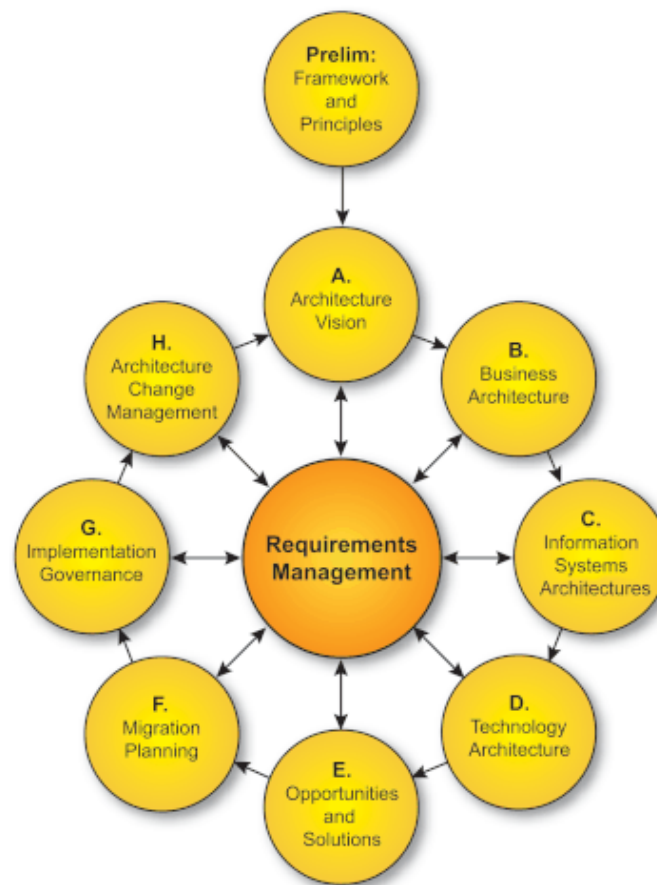 Prelim:
Framework
and
Principles
A.
Architecture
Vision
H.
Architecture
Change
Management
B.
Business
Architecture
G.
Implementation
Governance
Requirements
Management
C.
Information
Systems
Architectures
F.
Migration
Planning
D.
Technology
Architecture
E.
Opportunities
and
Solutions